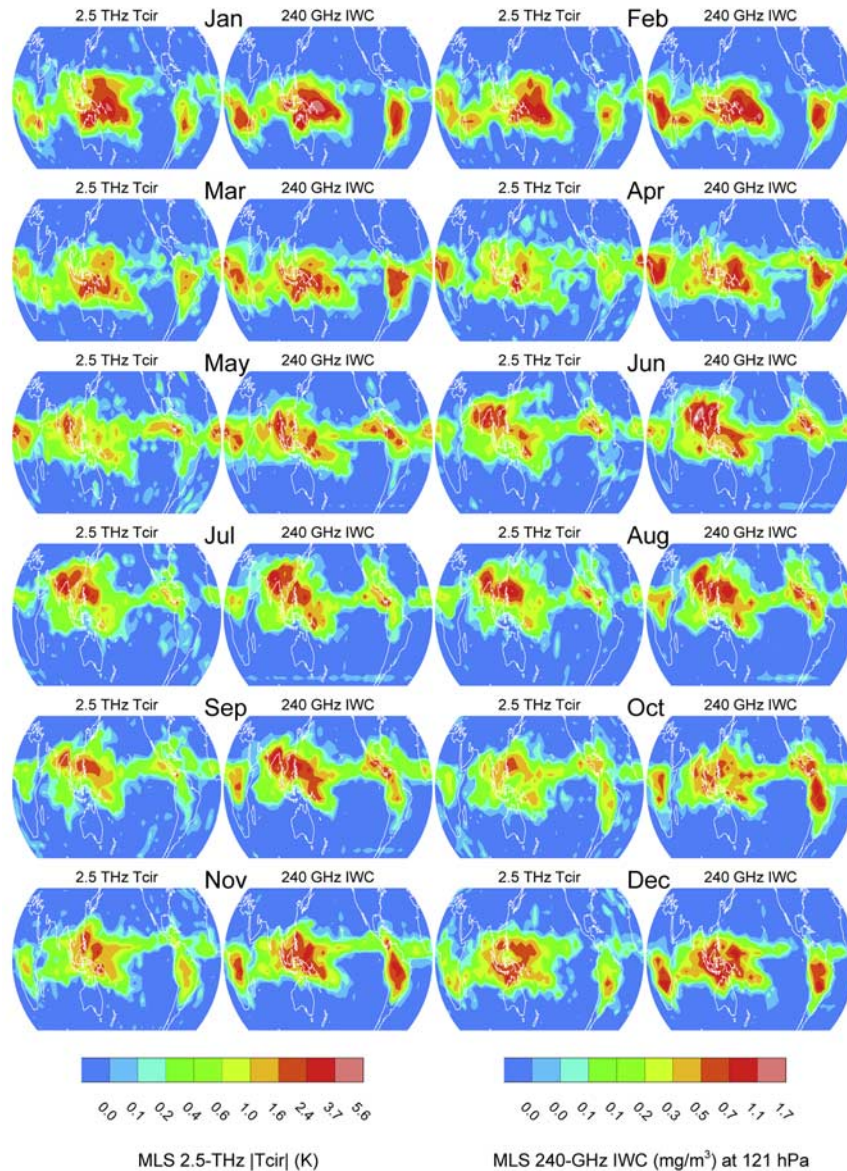 Jan Feb
2.5 THz Tcir 240 GHz IWC 2.5 THz Tcir 240 GHz IWC
Mar Apr
2.5 THz Tcir 240 GHz IWC 2.5 THz Tcir 240 GHz IWC
May Jun
2.5 THz Tcir 240 GHz IWC 2.5 THz Tcir 240 GHz IWC
Jul Aug
2.5 THz Tcir 240 GHz IWC 2.5 THz Tcir 240 GHz IWC
Sep Oct
2.5 THz Tcir 240 GHz IWC 2.5 THz Tcir 240 GHz IWC
Nov Dec
2.5 THz Tcir 240 GHz IWC 2.5 THz Tcir 240 GHz IWC
0.0 0.1 0.2 0.4 0.6 1.0 1.6 2.4 3.7 5.6
0.0 0.0 0.1 0.1 0.2 0.3 0.5 0.7 1.1 1.7
MLS 2.5-THz |Tcir| (K) MLS 240-GHz IWC (mg/m³) at 121 hPa